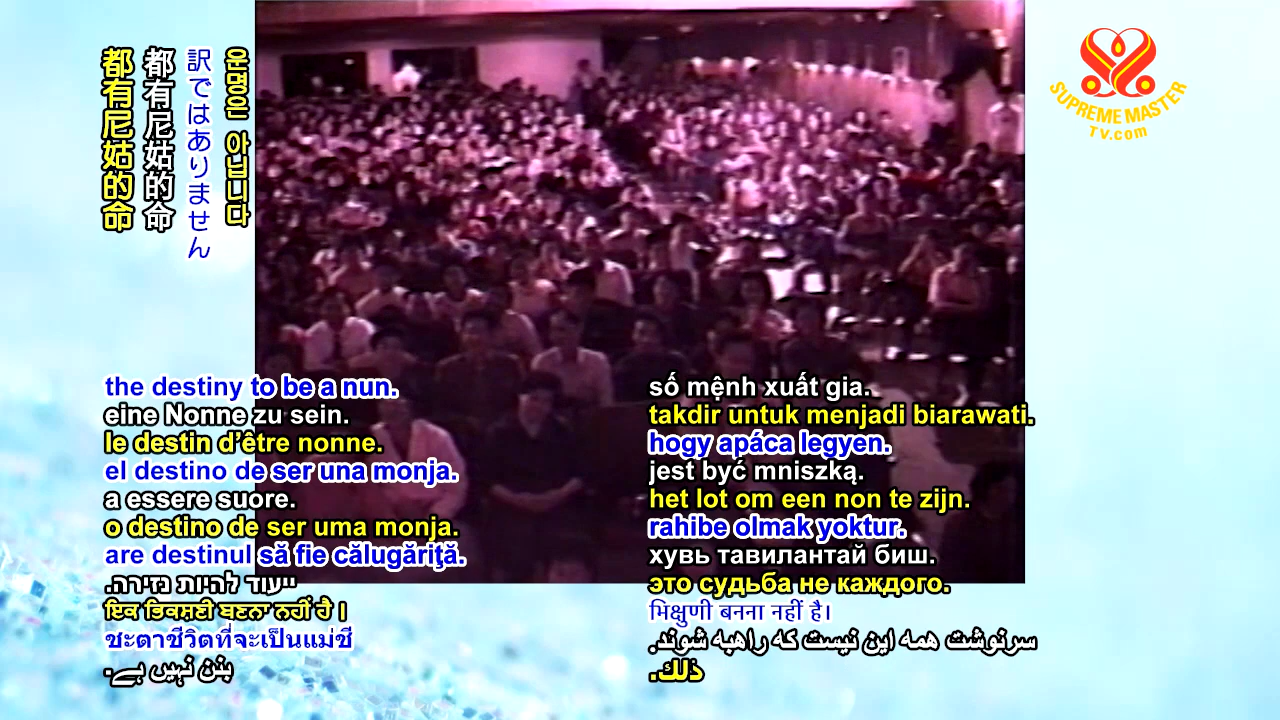 都有尼姑的命
都有尼姑的命
訳ではありません
운명은 아닙니다
SUPREME MASTER
TV.com
the destiny to be a nun.
eine Nonne zu sein.
le destin d'être nonne.
el destino de ser una monja.
a essere suore.
o destino de ser uma monja.
are destinul să fie călugăriţă.
ייעוד להיות נזירה.
ਇਕ ਭਿਕਸ਼ਣੀ ਬਣਨਾ ਨਹੀਂ ਹੈ।
ชะตาชีวิตที่จะเป็นแม่ชี
بنن نہیں ہے۔
số mệnh xuất gia.
takdir untuk menjadi biarawati.
hogy apáca legyen.
jest być mniszką.
het lot om een non te zijn.
rahibe olmak yoktur.
хувь тавилантай биш.
это судьба не каждого.
भिक्षुणी बनना नहीं है।
سرنوشت همه این نیست که راهبه شوند.
ذلك.